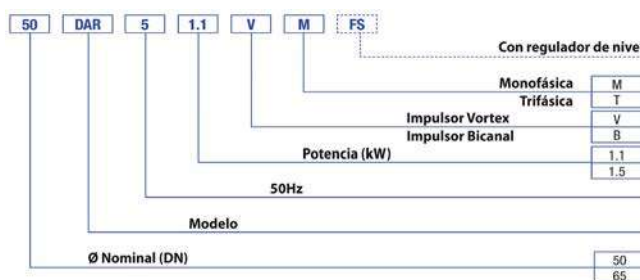 50 DAR 5 1.1 V M FS
Con regulador de nive
Monofásica M
Trifásica T
Impulsor Vortex V
Impulsor Bicanal B
Potencia (kW) 1.1
1.5
50Hz
Modelo
Ø Nominal (DN) 50
65